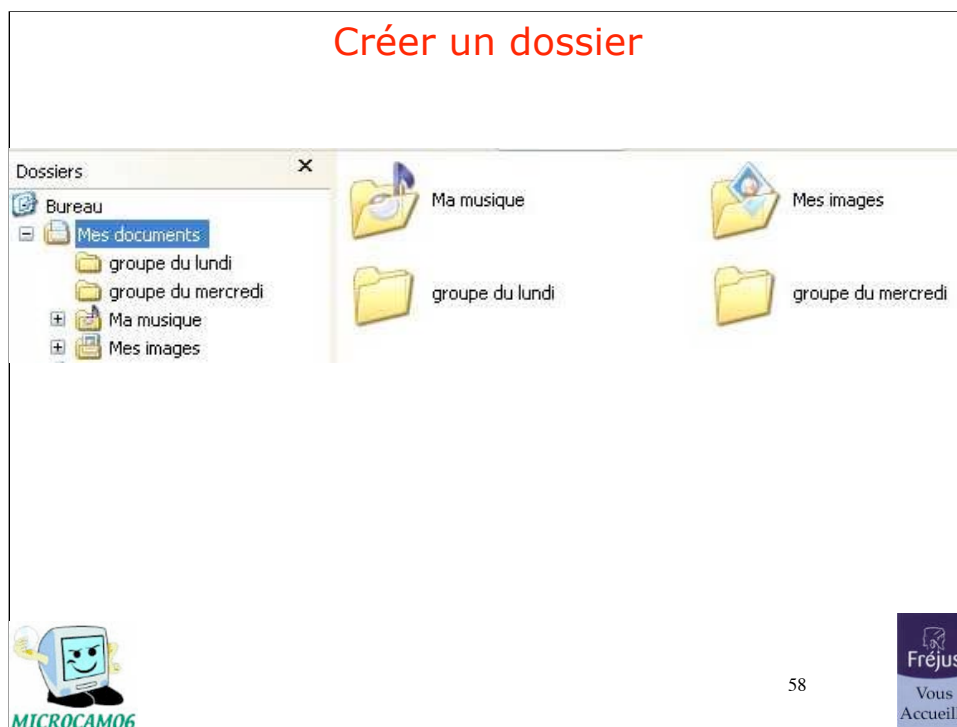 Créer un dossier
Dossiers
Bureau
Mes documents
groupe du lundi
groupe du mercredi
Ma musique
Mes images
Ma musique
Mes images
groupe du lundi
groupe du mercredi
MICROCAM06
58
Fréjus
Vous
Accueil